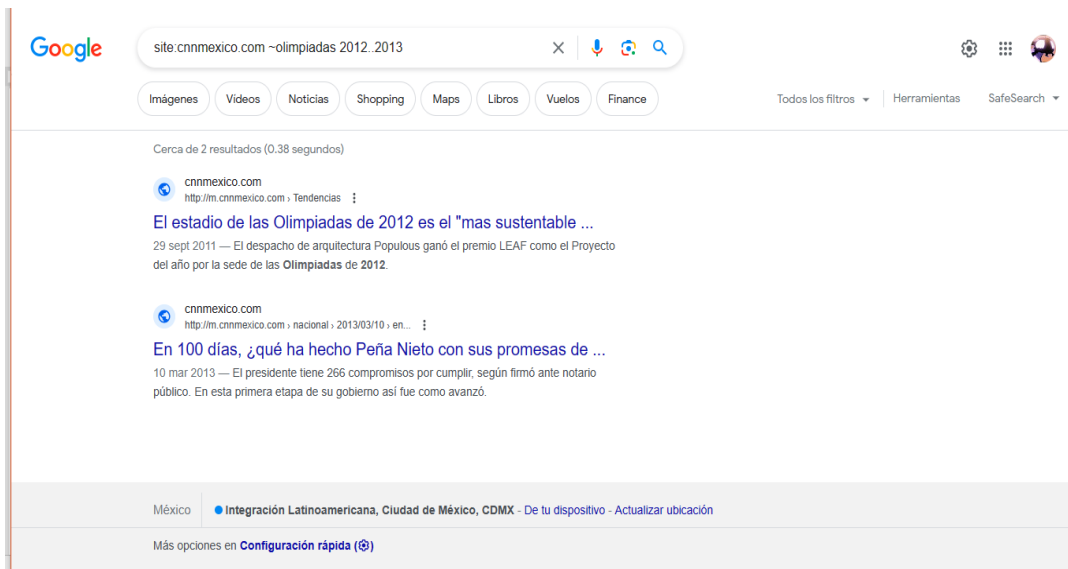 Google
site:cnnmexico.com ~olimpiadas 2012..2013
Imágenes Videos Noticias Shopping Maps Libros Vuelos Finance Todos los filtros Herramientas SafeSearch
Cerca de 2 resultados (0.38 segundos)
cnnmexico.com
http://m.cnnmexico.com › Tendencias
El estadio de las Olimpiadas de 2012 es el "mas sustentable ...
29 sept 2011 — El despacho de arquitectura Populous ganó el premio LEAF como el Proyecto
del año por la sede de las Olimpiadas de 2012.
cnnmexico.com
http://m.cnnmexico.com › nacional › 2013/03/10 › en...
En 100 días, ¿qué ha hecho Peña Nieto con sus promesas de ...
10 mar 2013 — El presidente tiene 266 compromisos por cumplir, según firmó ante notario
público. En esta primera etapa de su gobierno así fue como avanzó.
México Integración Latinoamericana, Ciudad de México, CDMX - De tu dispositivo - Actualizar ubicación
Más opciones en Configuración rápida ( )